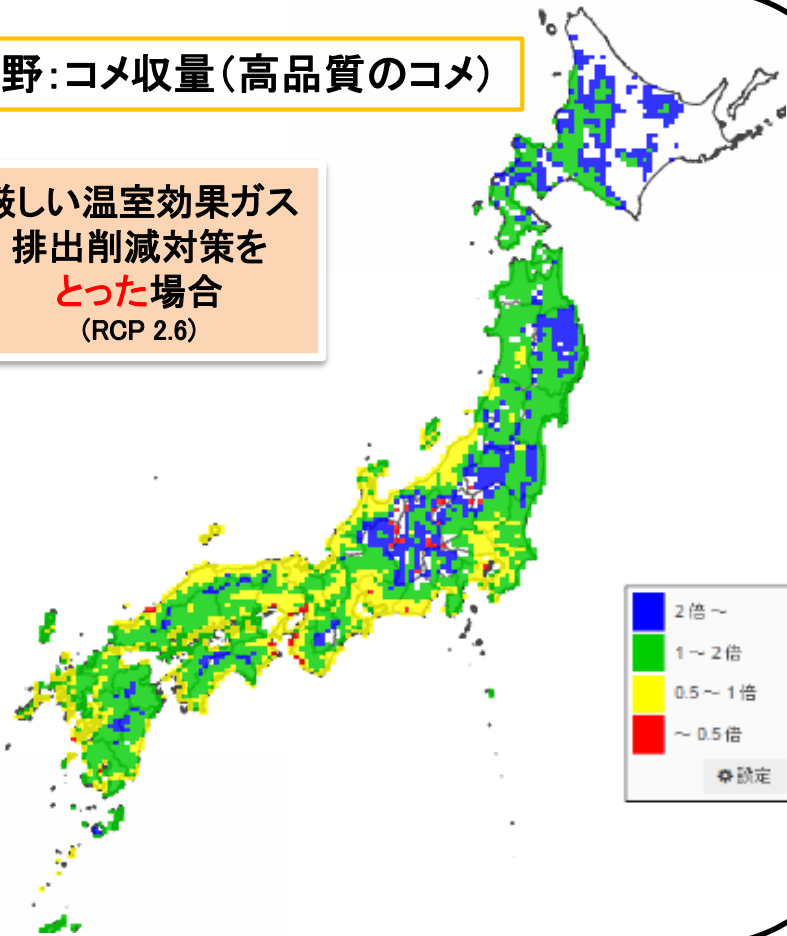 野:コメ収量(高品質のコメ)
厳しい温室効果ガス
排出削減対策を
とった場合
(RCP 2.6)
2倍~
1~2倍
0.5~1倍
~0.5倍
設定